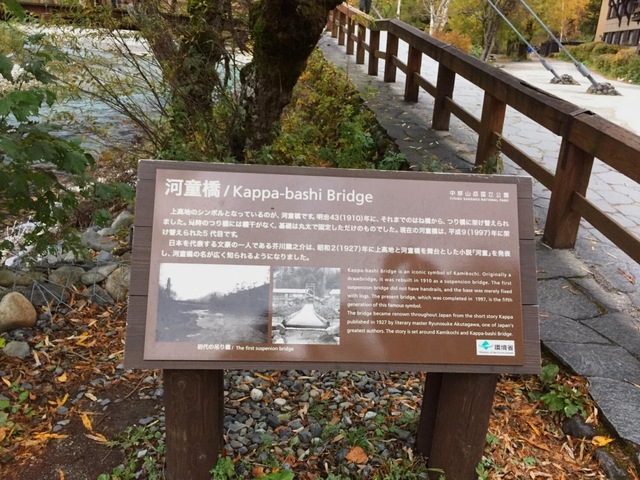 河童橋 / Kappa-bashi Bridge
中部山岳国立公園
CHUBU SANGAKU NATIONAL PARK
上高地のシンボルとなっているのが、河童橋です。明治43(1910)年に、それまでのはね橋から、つり橋に架け替えられ
ました。当時のつり橋には欄干がなく、基礎は丸太で固定しただけのものでした。現在の河童橋は、平成9(1997)年に架
け替えられた5代目です。
日本を代表する文豪の一人である芥川龍之介は、昭和2(1927)年に上高地と河童橋を舞台とした小説「河童」を発表
し、河童橋の名が広く知られるようになりました。
Kappa-bashi Bridge is an iconic symbol of Kamikochi. Originally a
drawbridge, it was rebuilt in 1910 as a suspension bridge. The first
suspension bridge did not have handrails, and the base was merely fixed
with logs. The present bridge, which was completed in 1997, is the fifth
generation of this famous symbol.
The bridge became renown throughout Japan from the short story Kappa
published in 1927 by literary master Ryunosuke Akutagawa, one of Japan's
greatest authors. The story is set around Kamikochi and Kappa-bashi Bridge.
初代の吊り橋 / The first suspension bridge
環境省